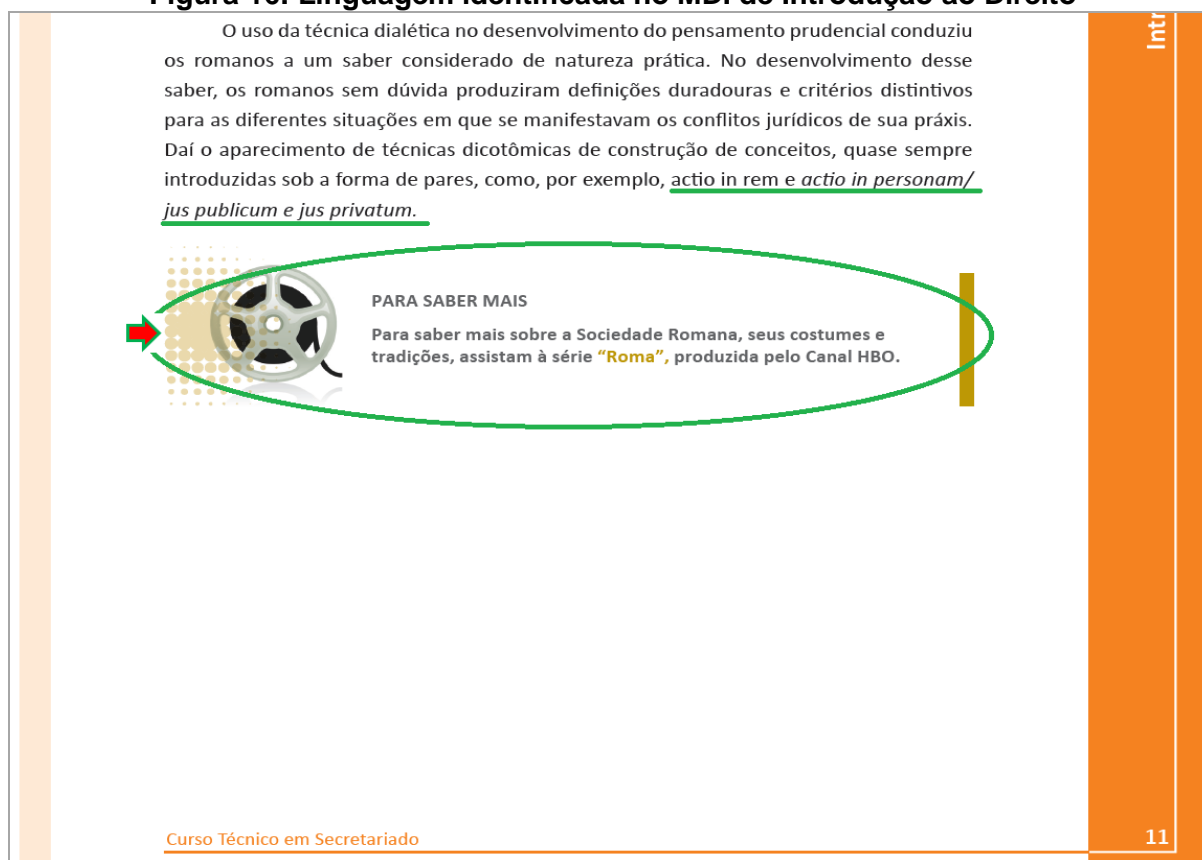 O uso da técnica dialética no desenvolvimento do pensamento prudencial conduziu
os romanos a um saber considerado de natureza prática. No desenvolvimento desse
saber, os romanos sem dúvida produziram definições duradouras e critérios distintivos
para as diferentes situações em que se manifestavam os conflitos jurídicos de sua práxis.
Daí o aparecimento de técnicas dicotômicas de construção de conceitos, quase sempre
introduzidas sob a forma de pares, como, por exemplo, actio in rem e actio in personam/
jus publicum e jus privatum.
PARA SABER MAIS
Para saber mais sobre a Sociedade Romana, seus costumes e
tradições, assistam à série “Roma”, produzida pelo Canal HBO.
Curso Técnico em Secretariado
11